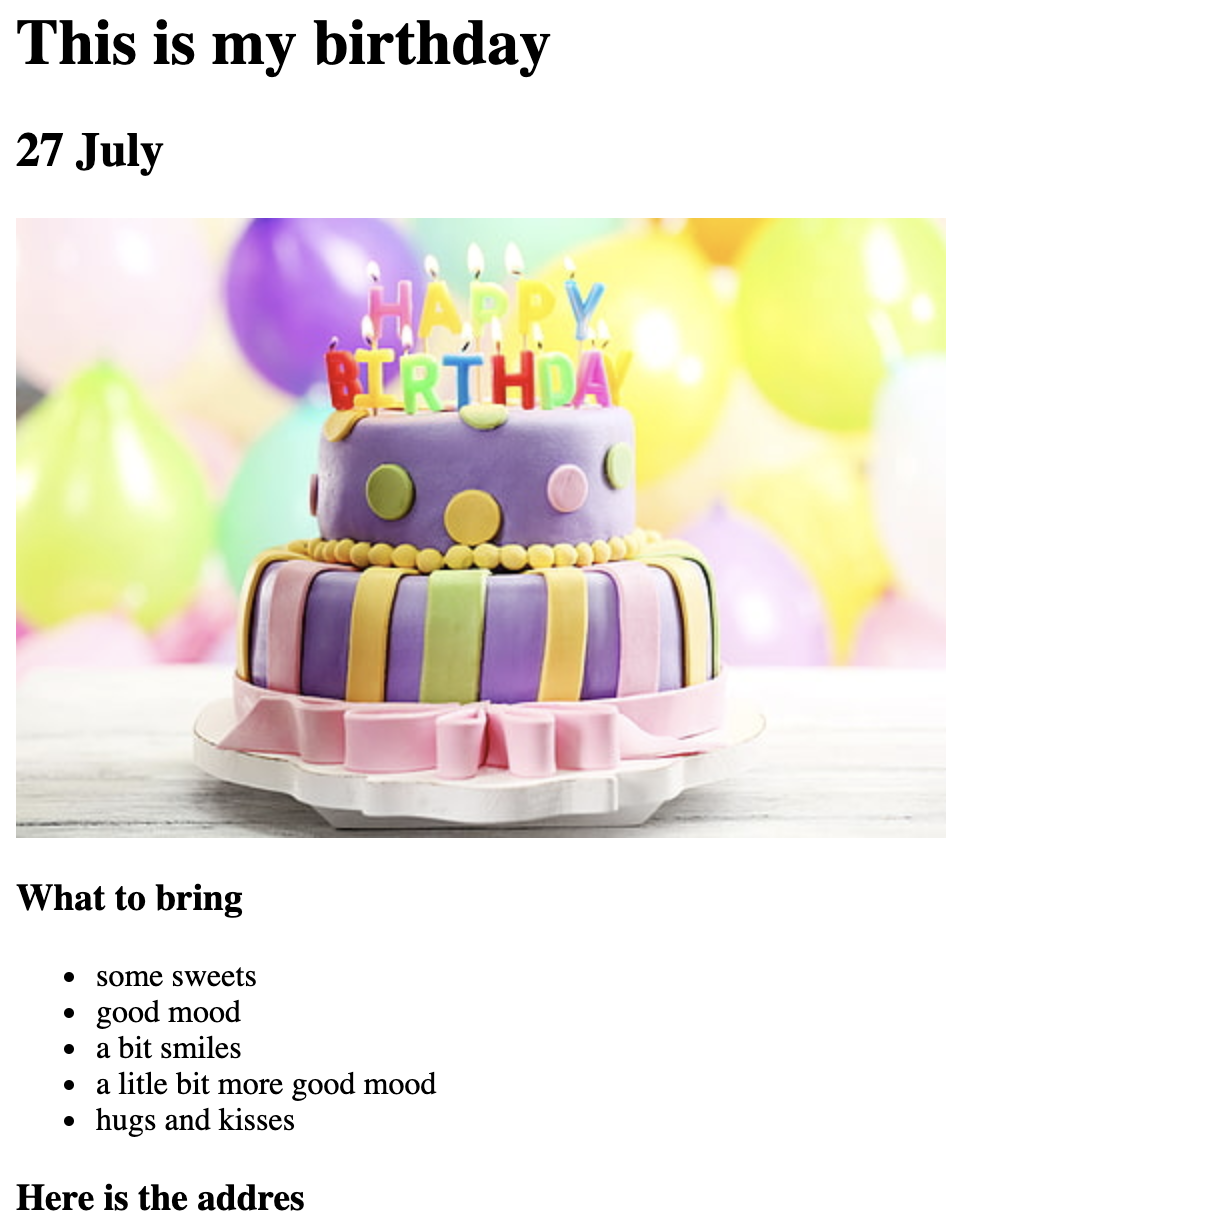 This is my birthday
27 July
HAPPY
BIRTHDAY
What to bring
some sweets
good mood
a bit smiles
a litle bit more good mood
hugs and kisses
Here is the addres